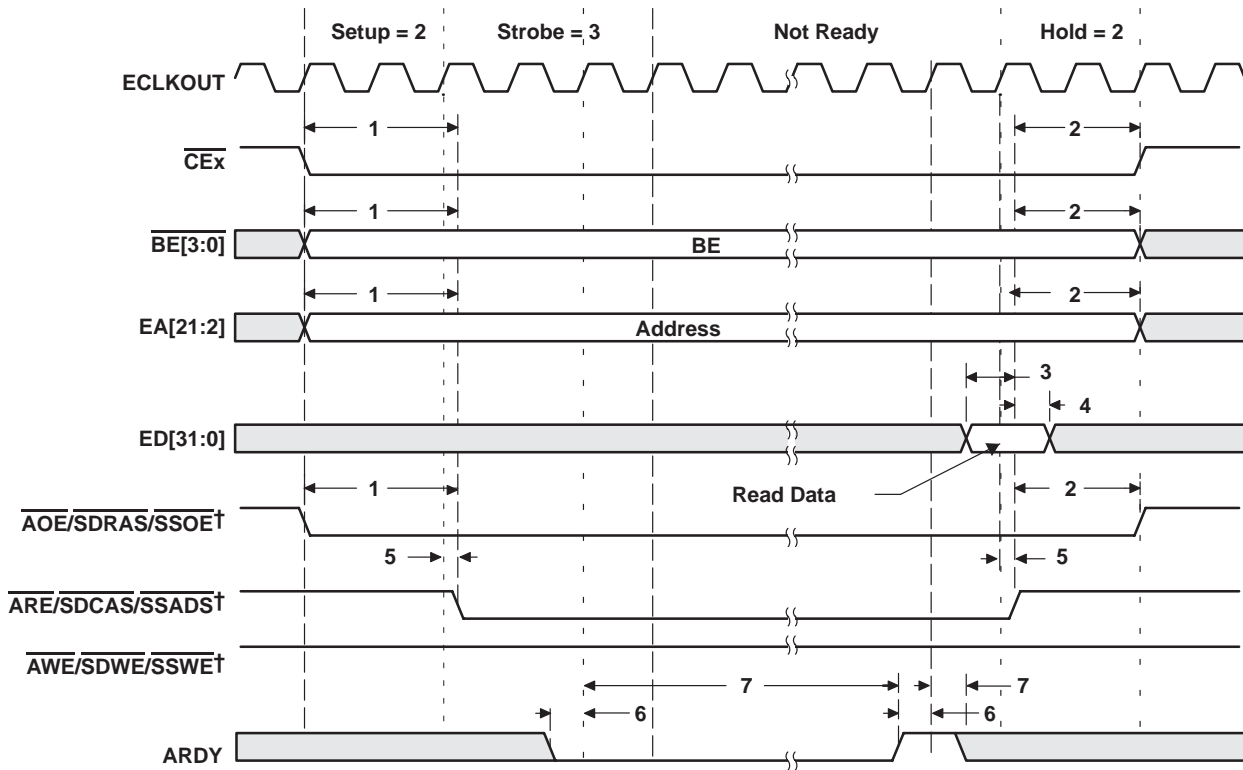 Setup = 2 Strobe = 3 Not Ready Hold = 2
ECLKOUT
1 2
CEx
1 2
BE[3:0] BE
1 2
EA[21:2] Address
3
4
ED[31:0]
Read Data
1 2
AOE/SDRAS/SSOE†
5 5
ARE/SDCAS/SSADS†
AWE/SDWE/SSWE†
7 7
6 6
ARDY